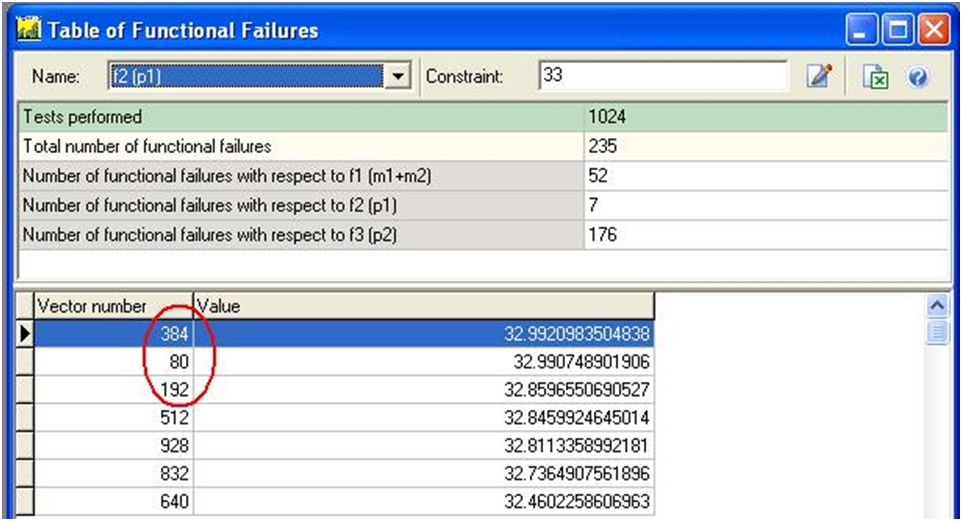 Table of Functional Failures
Name: f2 (p1) Constraint: 33
Tests performed 1024
Total number of functional failures 235
Number of functional failures with respect to f1 (m1+m2) 52
Number of functional failures with respect to f2 (p1) 7
Number of functional failures with respect to f3 (p2) 176
Vector number Value
384 32.9920983504838
80 32.990748901906
192 32.8596550690527
512 32.8459924645014
928 32.8113358992181
832 32.7364907561896
640 32.4602258606963